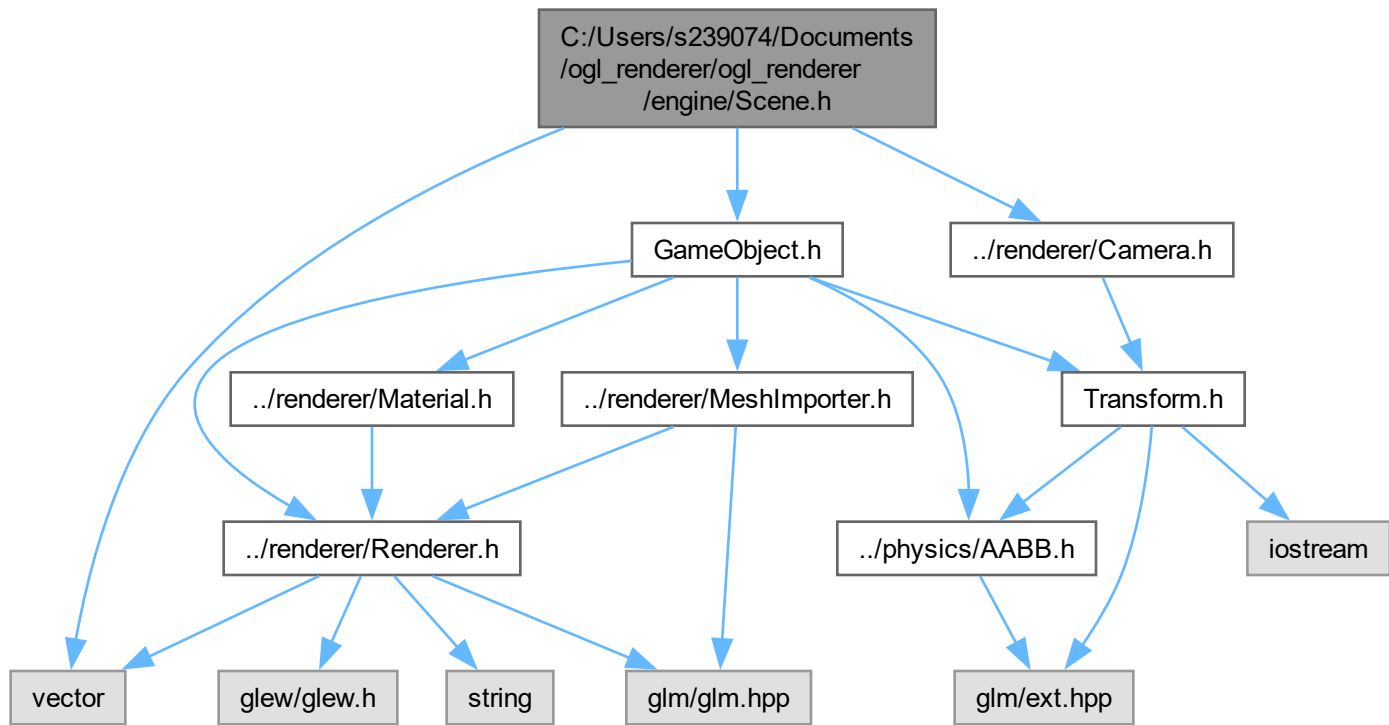 C:/Users/s239074/Documents
/ogl_renderer/ogl_renderer
/engine/Scene.h
GameObject.h
../renderer/Camera.h
../renderer/Material.h
../renderer/MeshImporter.h
Transform.h
../renderer/Renderer.h
../physics/AABB.h
iostream
vector
glew/glew.h
string
glm/glm.hpp
glm/ext.hpp